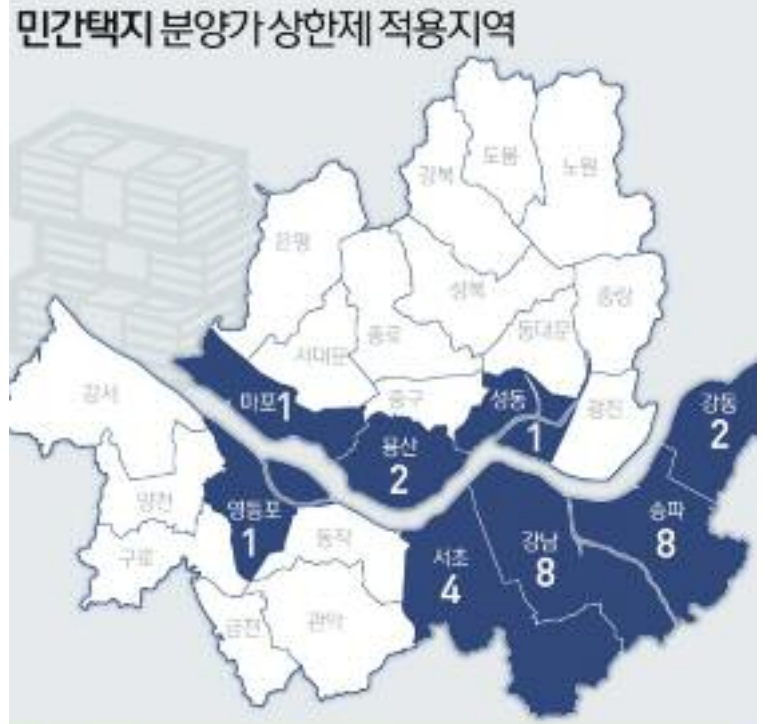 민간택지 분양가 상한제 적용지역
도봉
강북
노원
은평
성북
중랑
동대문
종로
서대문
강서
마포 1
중구
성동
1
광진
강동
2
용산
2
양천
영등포
1
송파
8
구로
동작
서초
4
강남
8
금천
관악